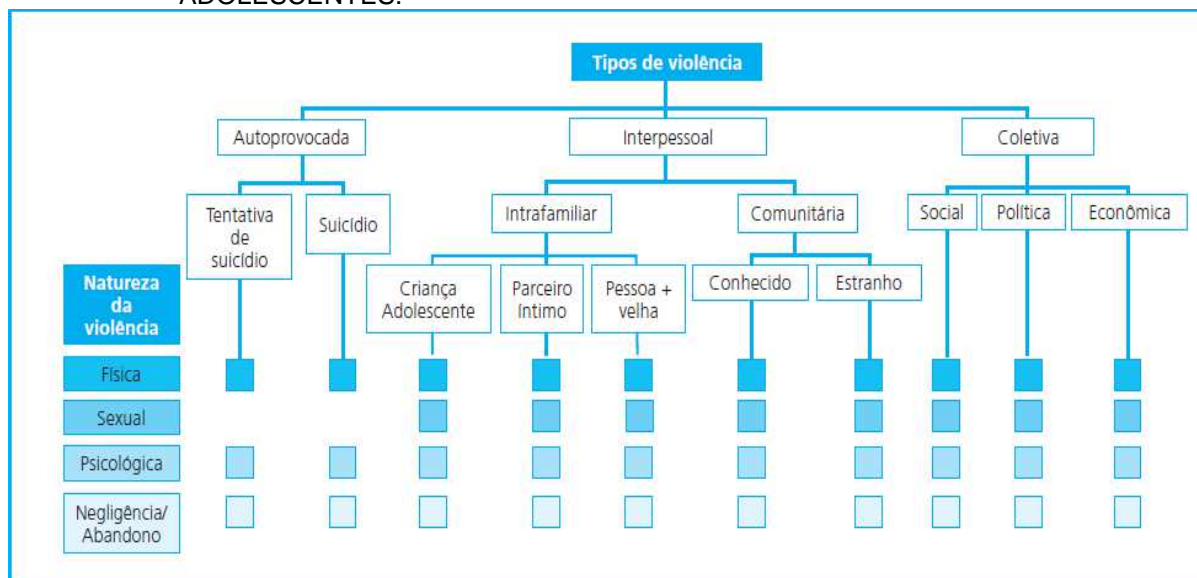 ADOLESCENTES.
Tipos de violência
Autoprovocada
Interpessoal
Coletiva
Tentativa
de
suicídio
Suicídio
Intrafamiliar
Comunitária
Social
Política
Econômica
Natureza
da
violência
Criança
Adolescente
Parceiro
íntimo
Pessoa +
velha
Conhecido
Estranho
Física
Sexual
Psicológica
Negligência/
Abandono